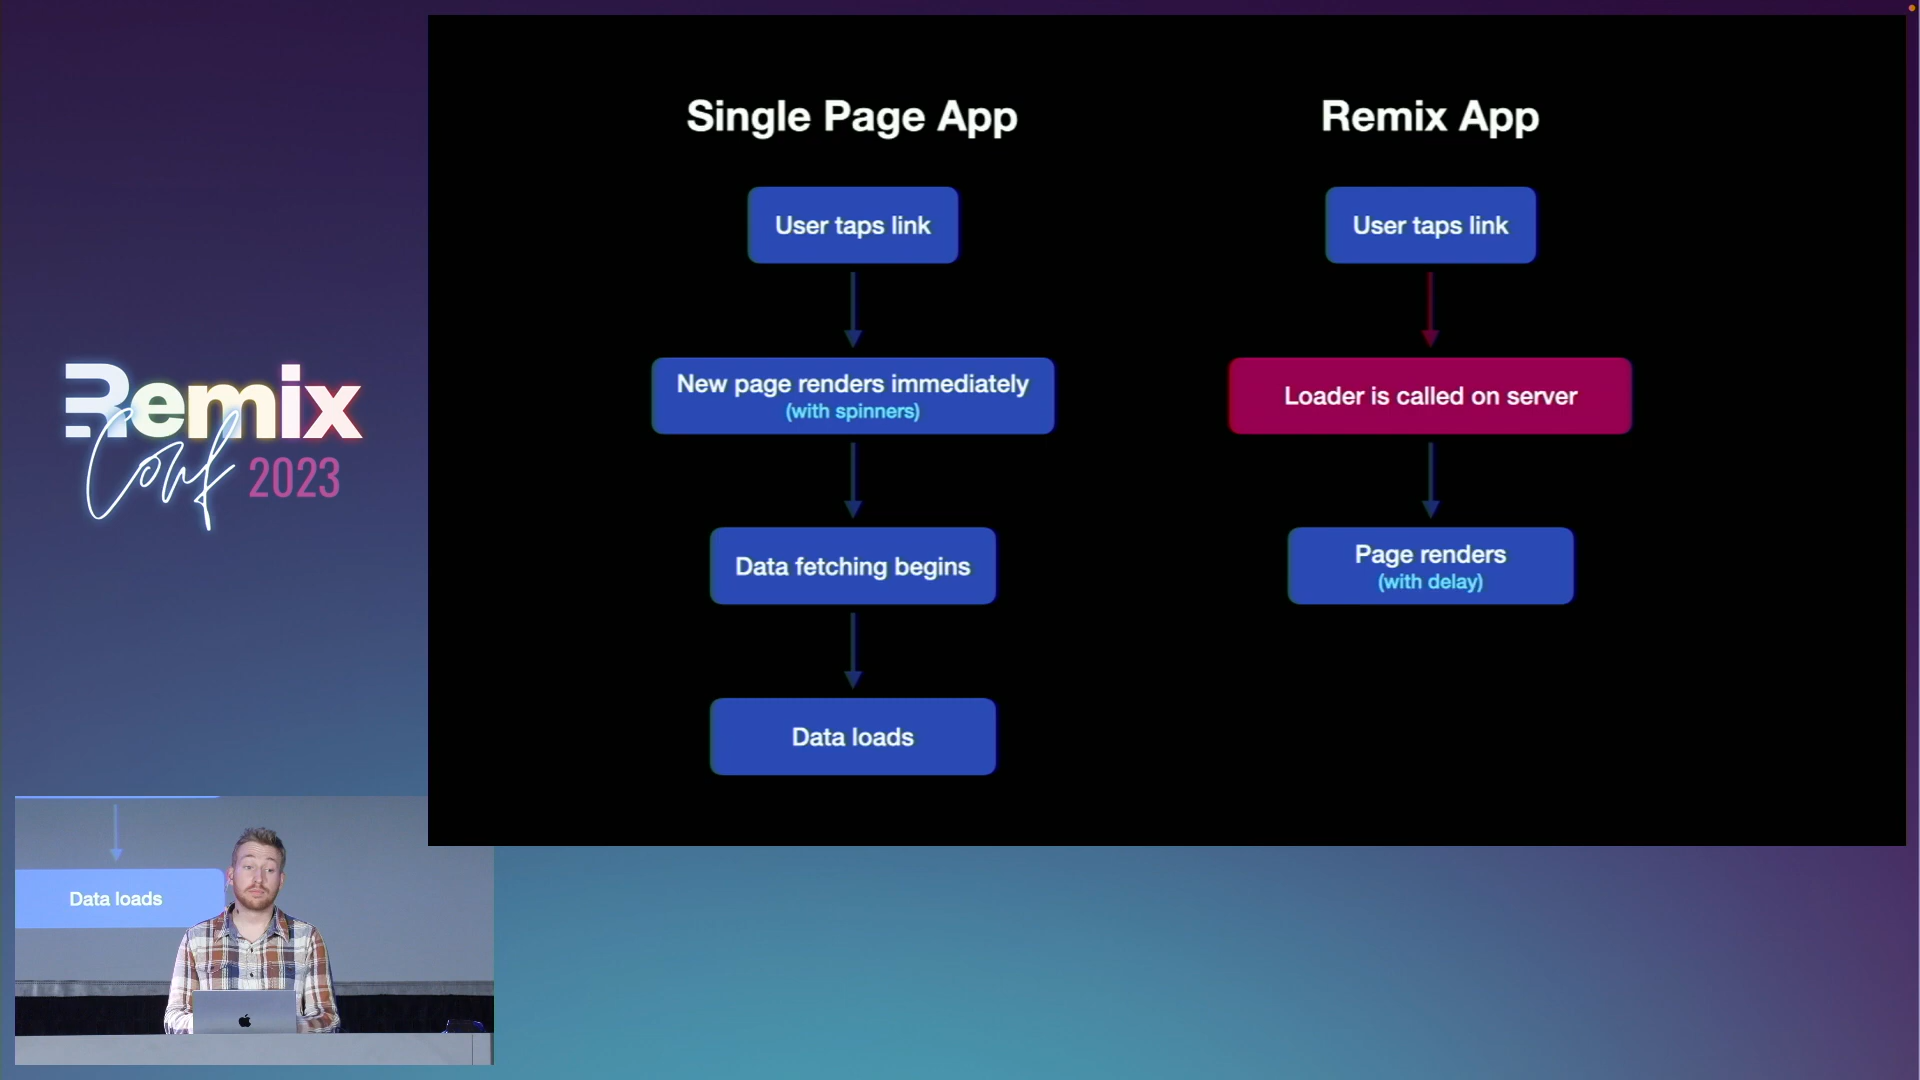 Single Page App
User taps link
New page renders immediately
(with spinners)
Data fetching begins
Data loads
Remix App
User taps link
Loader is called on server
Page renders
(with delay)
Remix
Conf 2023
Data loads